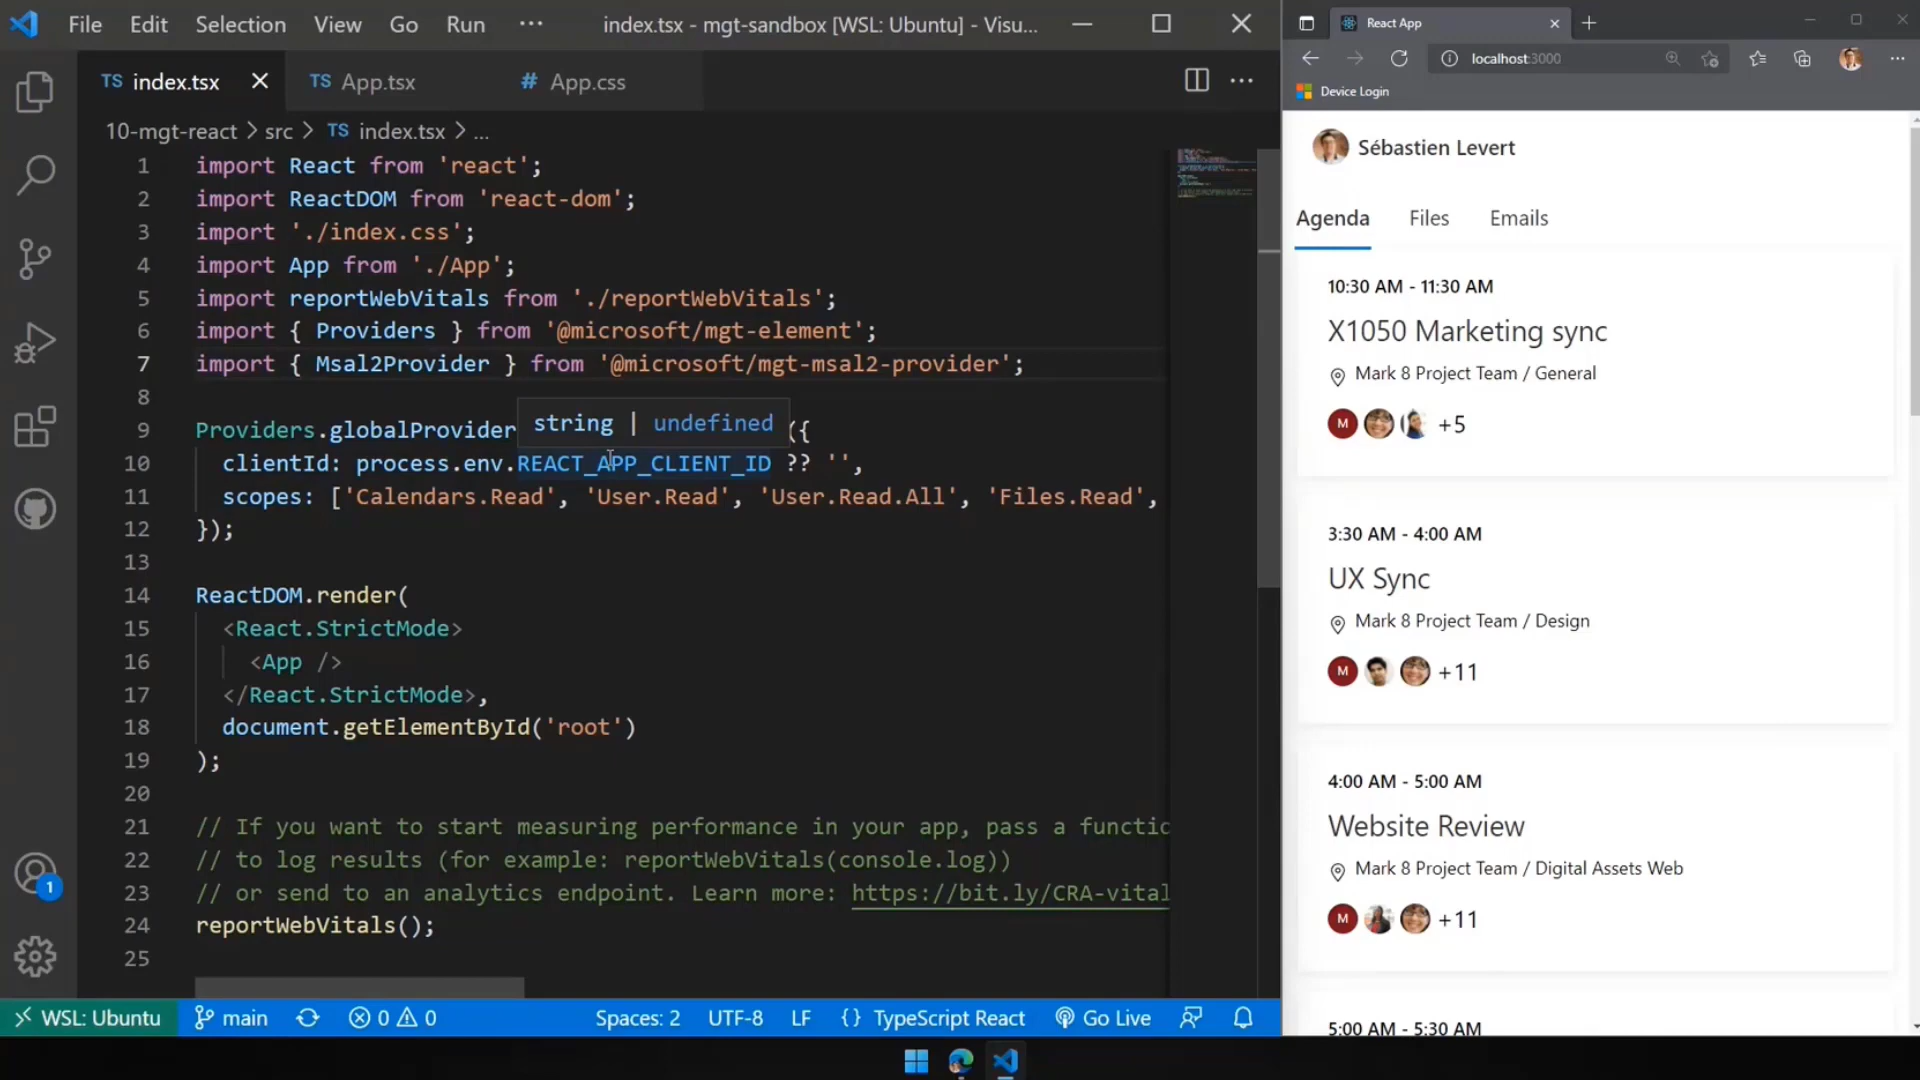 File Edit Selection View Go Run ··· index.tsx - mgt-sandbox [WSL: Ubuntu] - Visu...
TS index.tsx TS App.tsx # App.css
10-mgt-react > src > TS index.tsx > ...
1 import React from 'react';
2 import ReactDOM from 'react-dom';
3 import './index.css';
4 import App from './App';
5 import reportWebVitals from './reportWebVitals';
6 import { Providers } from '@microsoft/mgt-element';
7 import { Msal2Provider } from '@microsoft/mgt-msal2-provider';
8
string | undefined
9 Providers.globalProvider ({
10 clientId: process.env.REACT_APP_CLIENT_ID ?? '',
11 scopes: ['Calendars.Read', 'User.Read', 'User.Read.All', 'Files.Read',
12 });
13
14 ReactDOM.render(
15 <React.StrictMode>
16 <App />
17 </React.StrictMode>,
18 document.getElementById('root')
19 );
20
21 // If you want to start measuring performance in your app, pass a functio
22 // to log results (for example: reportWebVitals(console.log))
23 // or send to an analytics endpoint. Learn more: https://bit.ly/CRA-vital
24 reportWebVitals();
25
1
WSL: Ubuntu main 0 0 Spaces: 2 UTF-8 LF {} TypeScript React Go Live
React App
localhost:3000
Device Login
Sébastien Levert
Agenda Files Emails
10:30 AM - 11:30 AM
X1050 Marketing sync
Mark 8 Project Team / General
M +5
3:30 AM - 4:00 AM
UX Sync
Mark 8 Project Team / Design
M +11
4:00 AM - 5:00 AM
Website Review
Mark 8 Project Team / Digital Assets Web
M +11
5:00 AM - 5:30 AM